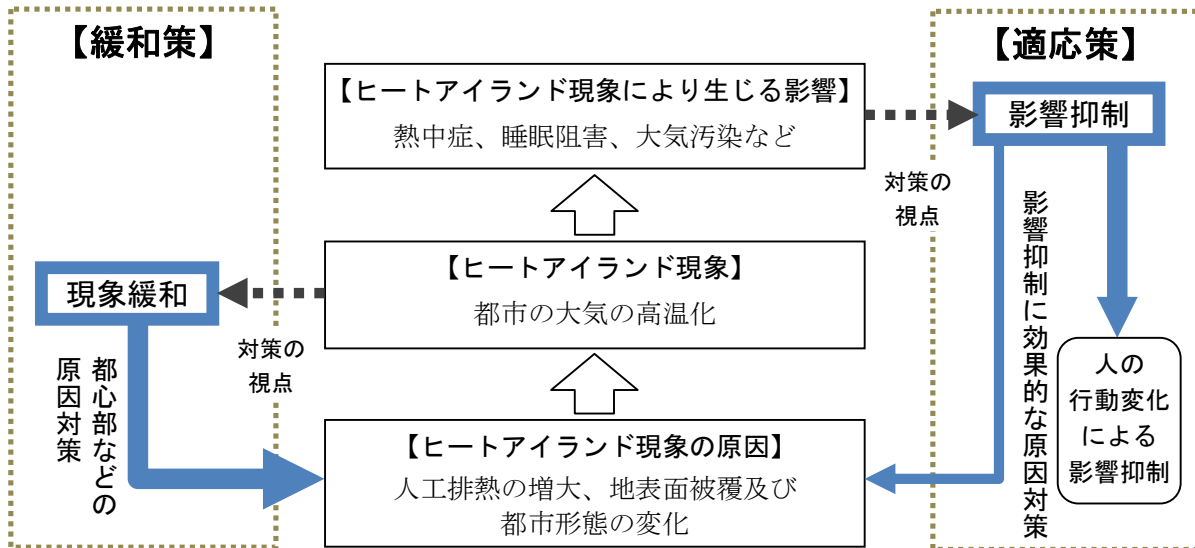 【緩和策】
現象緩和
対策の
視点
都心部などの
原因対策
【ヒートアイランド現象により生じる影響】
熱中症、睡眠阻害、大気汚染など
【ヒートアイランド現象】
都市の大気の高温化
【ヒートアイランド現象の原因】
人工排熱の増大、地表面被覆及び
都市形態の変化
【適応策】
影響抑制
対策の
視点
影響抑制に効果的な原因対策
人の
行動変化
による
影響抑制